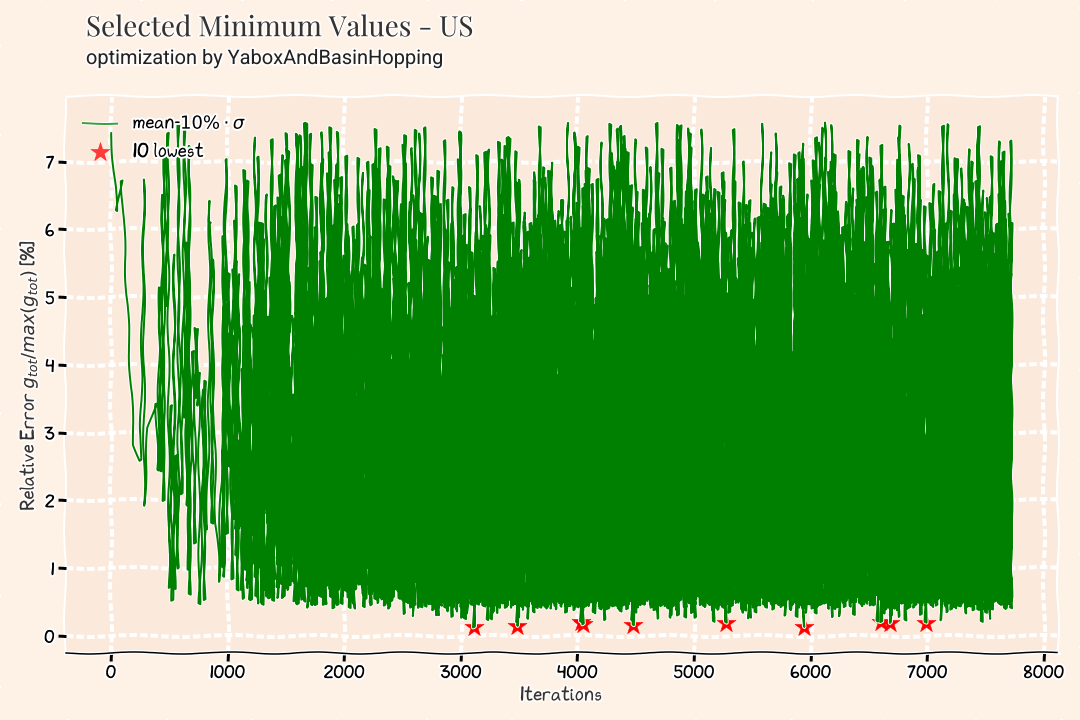 Selected Minimum Values - US
optimization by YaboxAndBasinHopping
mean-10% · σ
10 lowest
7
6
5
4
3
2
1
0
Relative Error g_tot/max(g_tot) [%]
0 1000 2000 3000 4000 5000 6000 7000 8000
Iterations